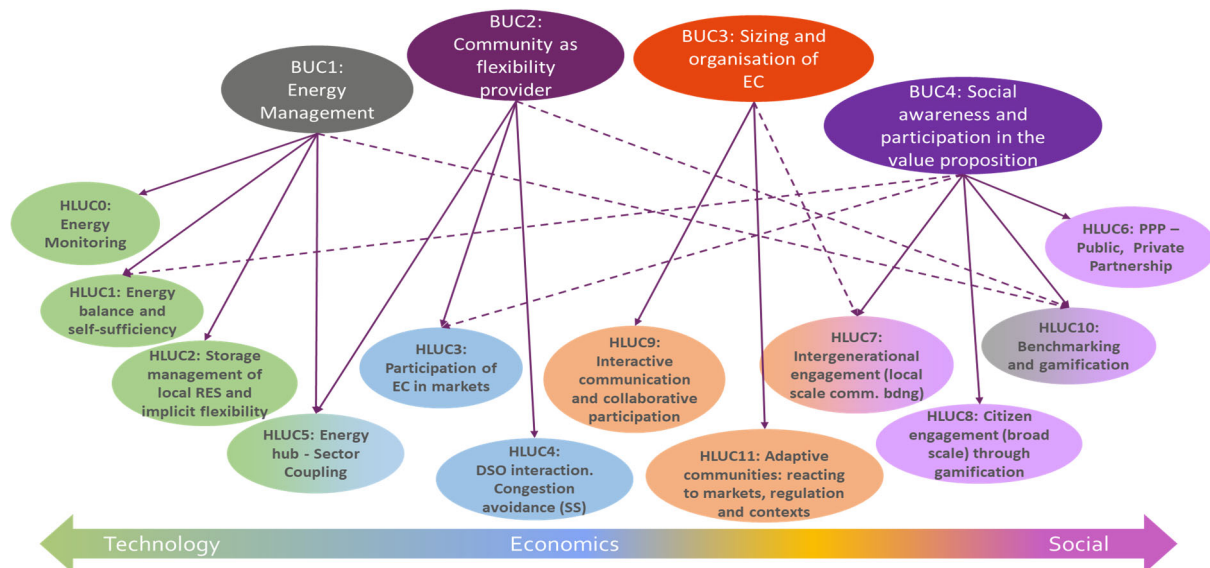 BUC1:
Energy
Management
BUC2:
Community as
flexibility
provider
BUC3: Sizing and
organisation of
EC
BUC4: Social
awareness and
participation in the
value proposition
HLUC0:
Energy
Monitoring
HLUC1: Energy
balance and
self-sufficiency
HLUC2: Storage
management of
local RES and
implicit flexibility
HLUC5: Energy
hub - Sector
Coupling
HLUC3:
Participation of
EC in markets
HLUC4:
DSO interaction.
Congestion
avoidance (SS)
HLUC9:
Interactive
communication
and collaborative
participation
HLUC11: Adaptive
communities: reacting
to markets, regulation
and contexts
HLUC7:
Intergenerational
engagement (local
scale comm. bdng)
HLUC6: PPP –
Public, Private
Partnership
HLUC10:
Benchmarking
and gamification
HLUC8: Citizen
engagement (broad
scale) through
gamification
Technology
Economics
Social